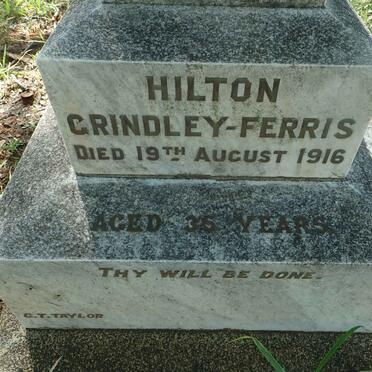 HILTON
GRINDLEY-FERRIS
DIED 19TH AUGUST 1916
AGED 36 YEARS.
THY WILL BE DONE.
C.T. TAYLOR